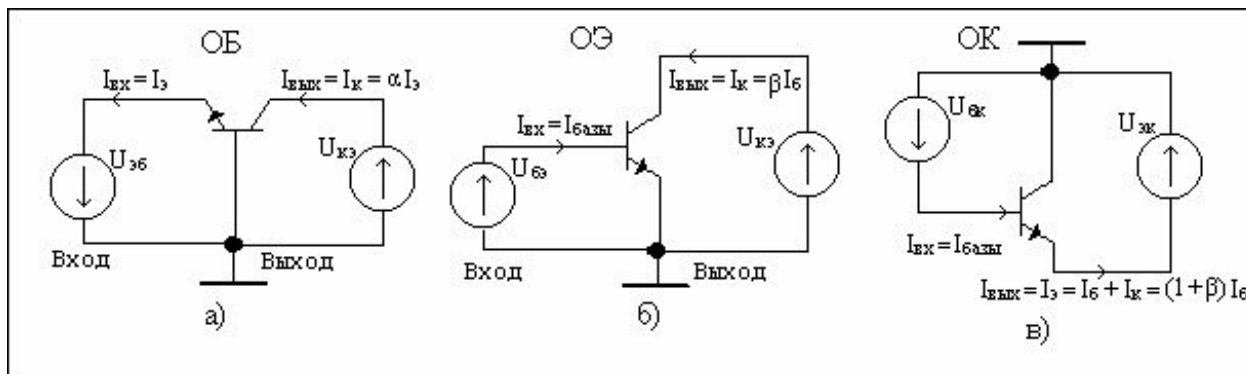 ОБ
Iвх = Iэ
Iвых = Iк = αIэ
Uэб
Uкэ
Вход
Выход
а)
ОЭ
Iвых = Iк = βIб
Iвх = Iбазы
Uбэ
Uкэ
Вход
Выход
б)
ОК
Uбк
Uэк
Iвх = Iбазы
Iвых = Iэ = Iб + Iк = (1+β) Iб
в)